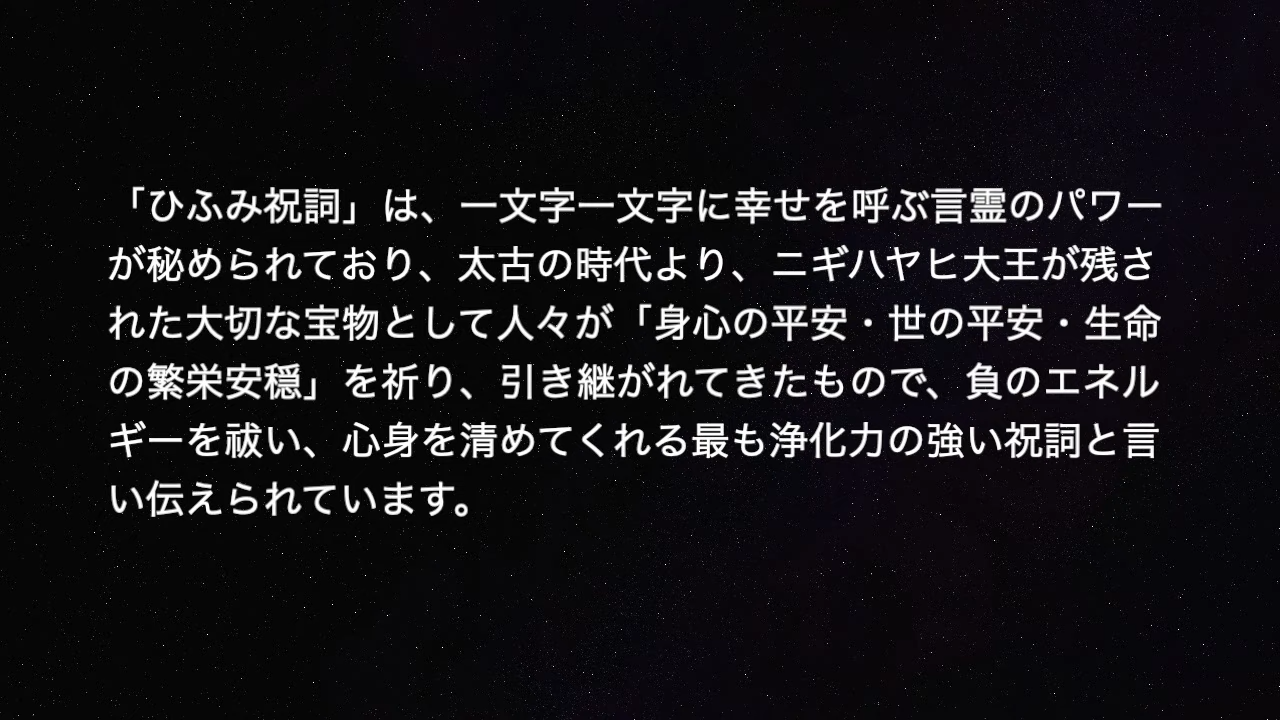 「ひふみ祝詞」は、一文字一文字に幸せを呼ぶ言霊のパワー
が秘められており、太古の時代より、ニギハヤヒ大王が残さ
れた大切な宝物として人々が「身心の平安・世の平安・生命
の繁栄安穏」を祈り、引き継がれてきたもので、負のエネル
ギーを祓い、心身を清めてくれる最も浄化力の強い祝詞と言
い伝えられています。